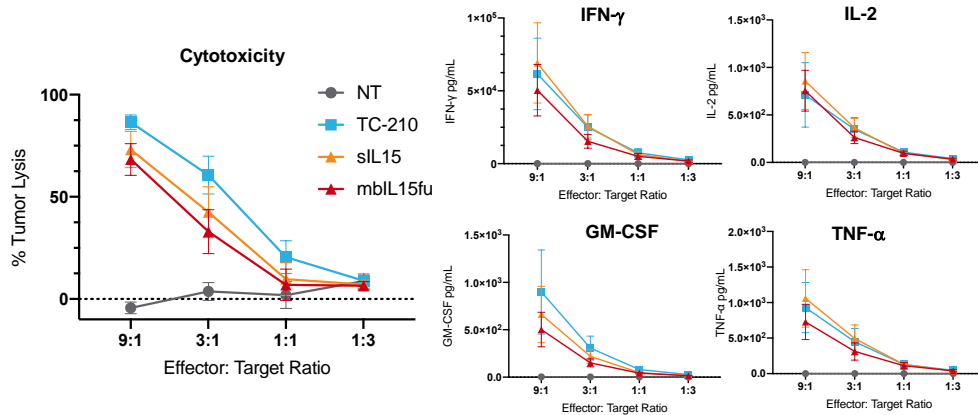 Cytotoxicity
NT
TC-210
sIL15
mbIL15fu
% Tumor Lysis
100
50
0
9:1 3:1 1:1 1:3
Effector: Target Ratio
IFN-γ
IFN-γ pg/mL
1×10⁵
5×10⁴
0.0
9:1 3:1 1:1 1:3
Effector: Target Ratio
IL-2
IL-2 pg/mL
1.5×10³
1.0×10³
5.0×10²
0.0
9:1 3:1 1:1 1:3
Effector: Target Ratio
GM-CSF
GM-CSF pg/mL
1.5×10³
1.0×10³
5.0×10²
0.0
9:1 3:1 1:1 1:3
Effector: Target Ratio
TNF-α
TNF-α pg/mL
2.0×10³
1.5×10³
1.0×10³
5.0×10²
0.0
9:1 3:1 1:1 1:3
Effector: Target Ratio